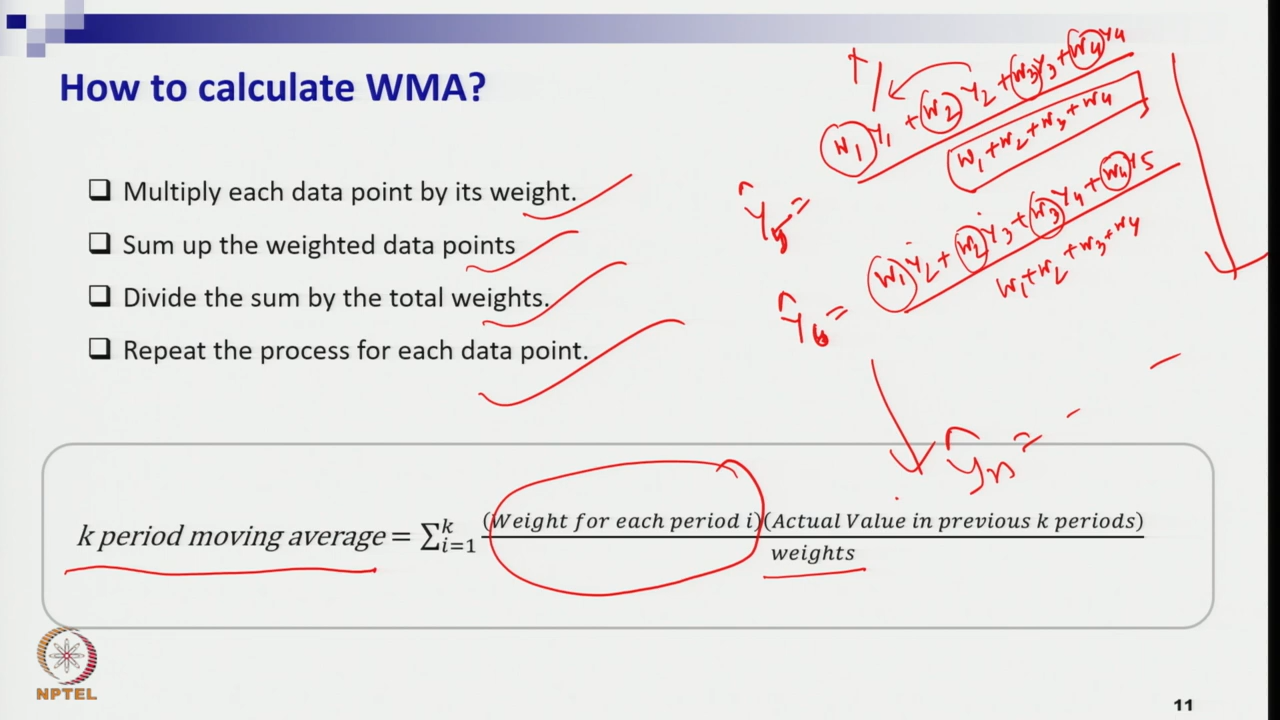 How to calculate WMA?
❑ Multiply each data point by its weight.
❑ Sum up the weighted data points
❑ Divide the sum by the total weights.
❑ Repeat the process for each data point.
ŷ5 = (w1y1 + w2y2 + w3y3 + w4y4) / (w1+w2+w3+w4)
ŷ6 = (w1y2 + w2y3 + w3y4 + w4y5) / (w1+w2+w3+w4)
ŷn =
k period moving average = ∑ᵏᵢ₌₁ (Weight for each period i)(Actual Value in previous k periods) / weights
NPTEL
11